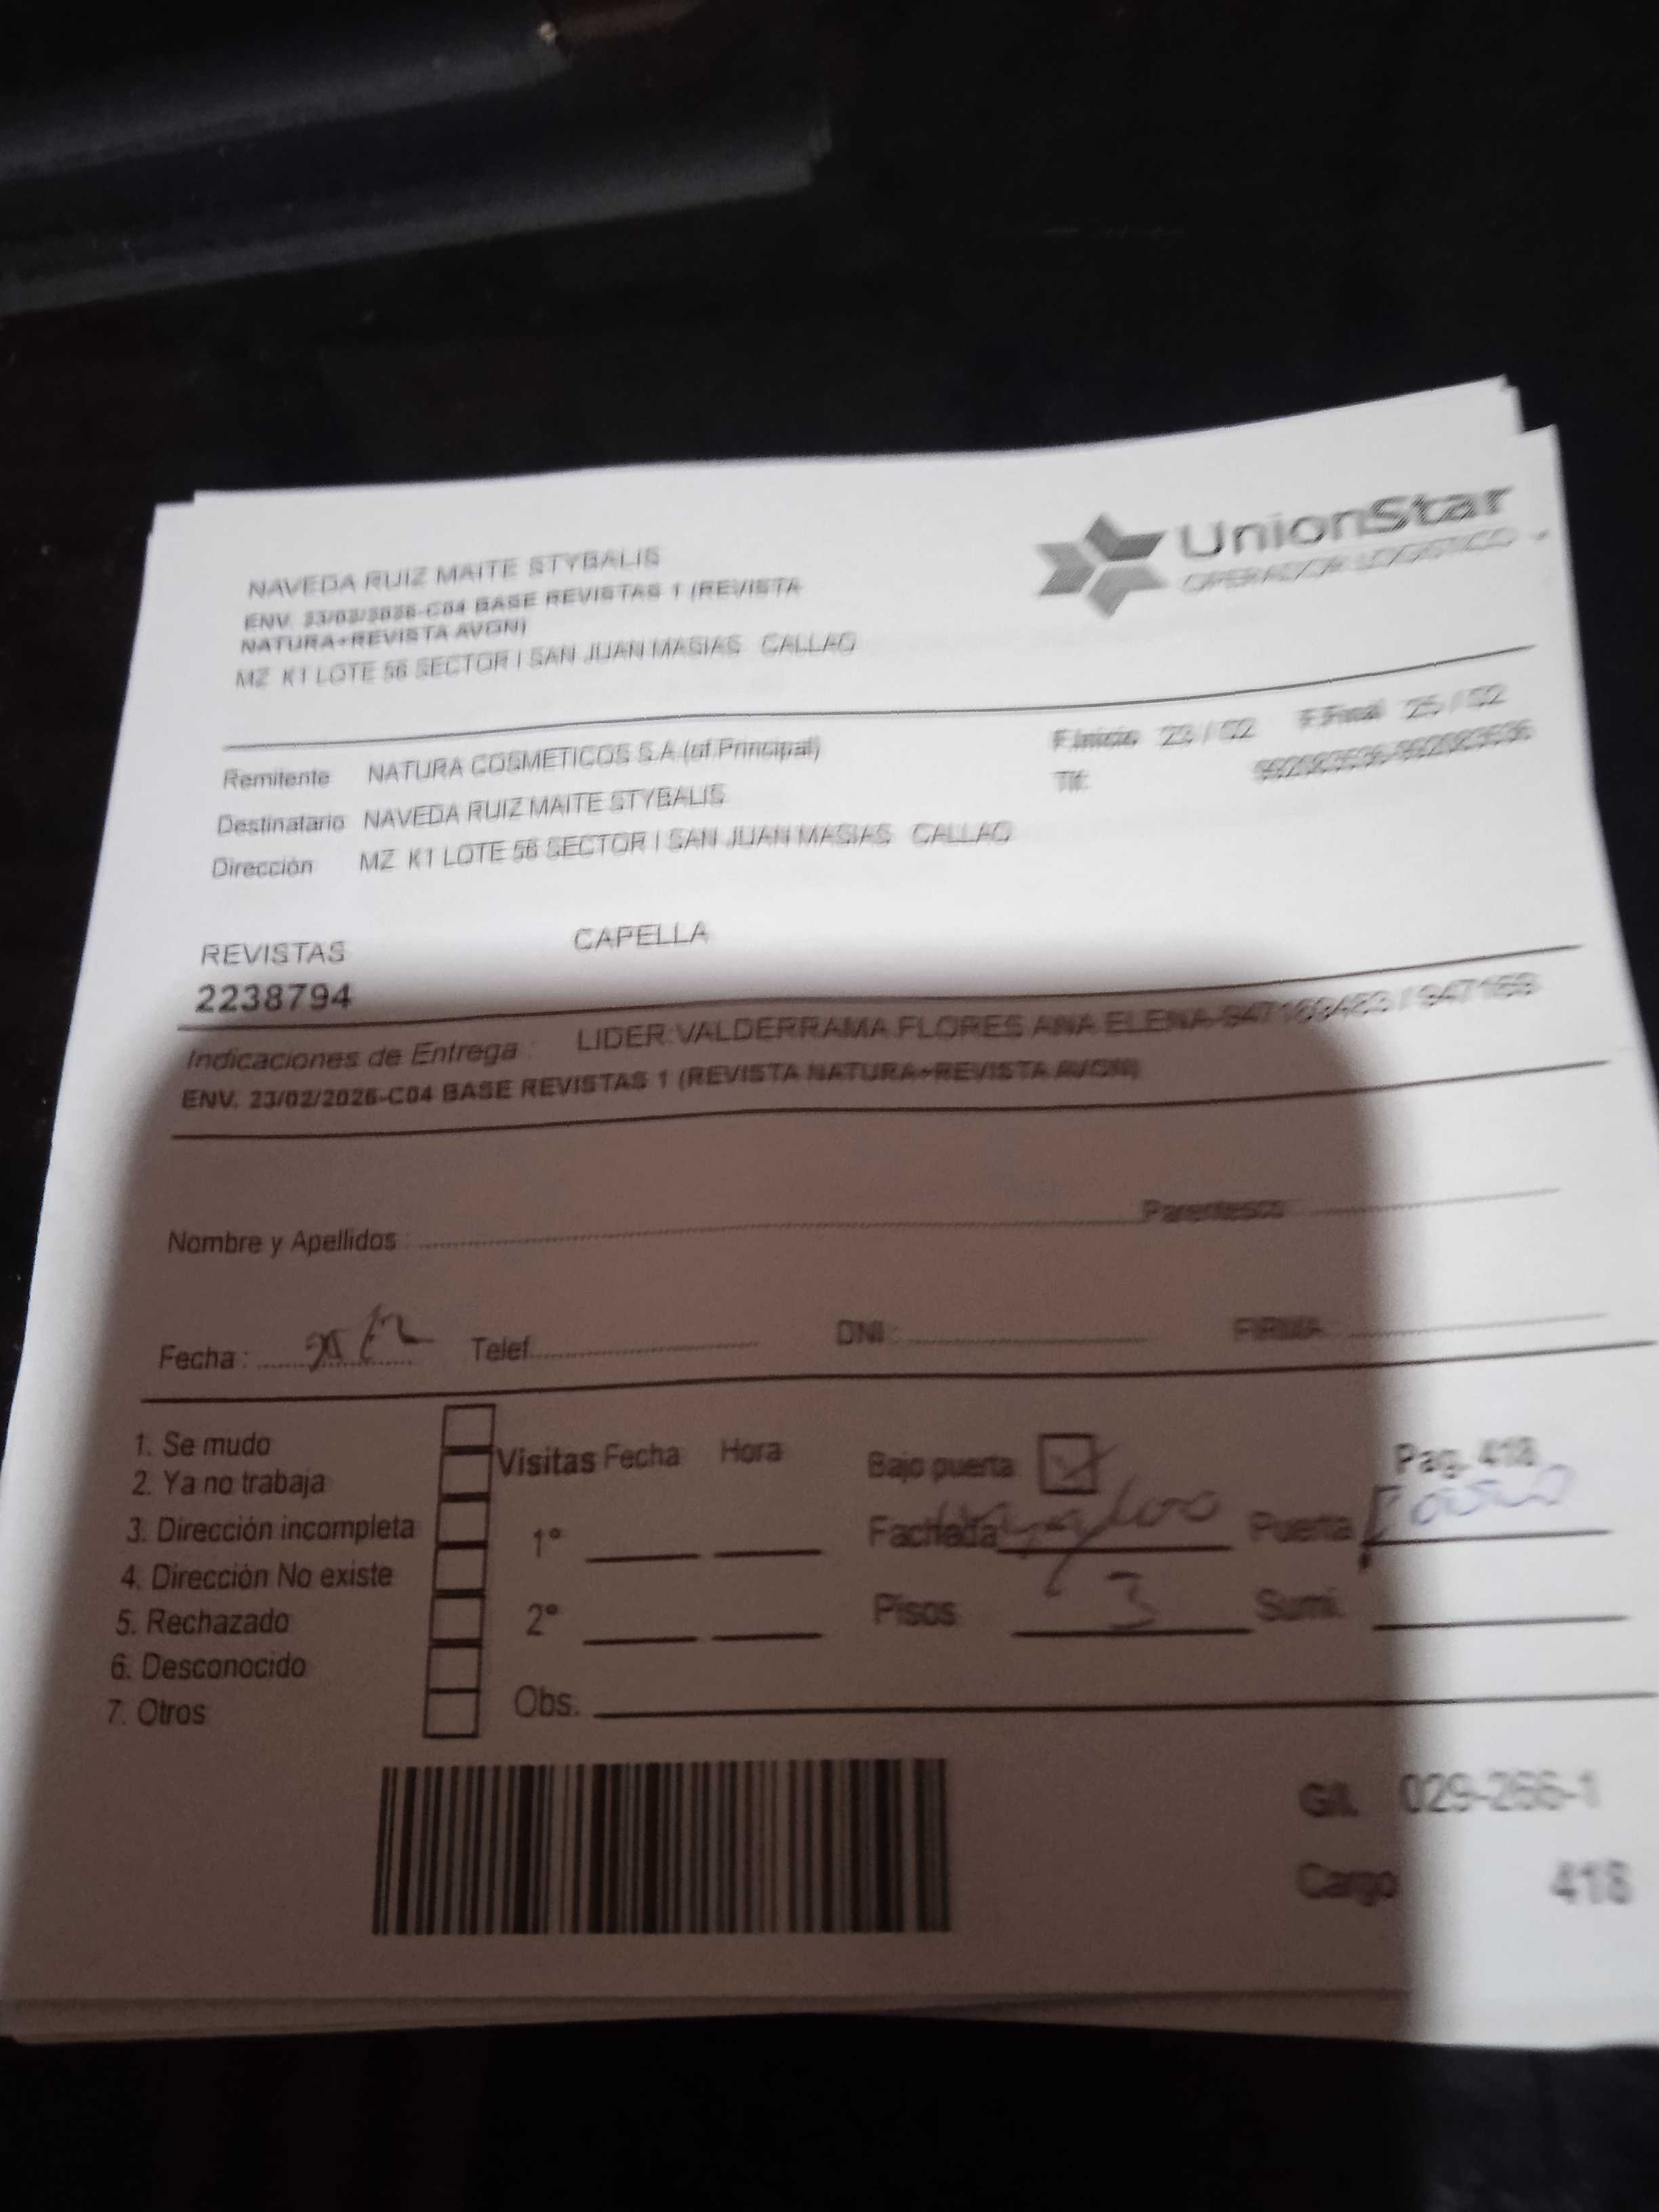 UnionStar
OPERADOR LOGISTICO
NAVEDA RUIZ MAITE STYBALIS
ENV. 23/02/2026-C04 BASE REVISTAS 1 (REVISTA
NATURA+REVISTA AVON)
MZ K1 LOTE 56 SECTOR I SAN JUAN MASIAS CALLAO
Remitente NATURA COSMETICOS S.A (of.Principal) F.Inicio 23 / 02 F.Final 25 / 02
Destinatario NAVEDA RUIZ MAITE STYBALIS Tlf:
Dirección MZ K1 LOTE 56 SECTOR I SAN JUAN MASIAS CALLAO
REVISTAS CAPELLA
2238794
Indicaciones de Entrega : LIDER:VALDERRAMA FLORES ANA ELENA
ENV. 23/02/2026-C04 BASE REVISTAS 1 (REVISTA NATURA+REVISTA AVON)
Nombre y Apellidos : Parentesco
Fecha : Telef. DNI : FIRMA
1. Se mudo
2. Ya no trabaja Visitas Fecha Hora Bajo puerta Pag. 418
3. Dirección incompleta 1° Fachada Puerta
4. Dirección No existe
5. Rechazado 2° Pisos 3 Sumi.
6. Desconocido
7. Otros Obs.
G/L 029-266-1
Cargo 418